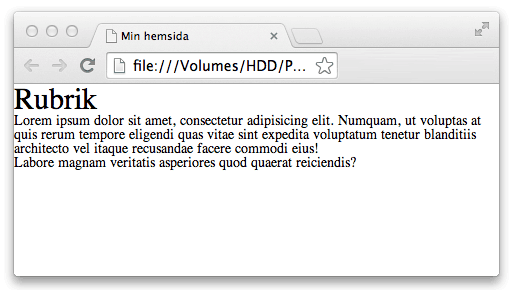 Min hemsida
file:///Volumes/HDD/P...
Rubrik
Lorem ipsum dolor sit amet, consectetur adipisicing elit. Numquam, ut voluptas at
quis rerum tempore eligendi quas vitae sint expedita voluptatum tenetur blanditiis
architecto vel itaque recusandae facere commodi eius!
Labore magnam veritatis asperiores quod quaerat reiciendis?